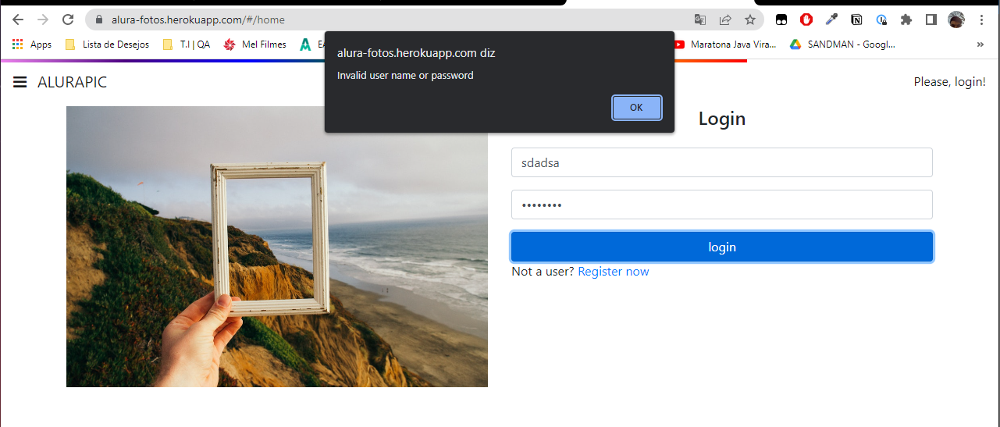 alura-fotos.herokuapp.com/#/home
Apps Lista de Desejos T.I | QA Mel Filmes Maratona Java Vira... SANDMAN - Googl... »
alura-fotos.herokuapp.com diz
Invalid user name or password
OK
ALURAPIC
Please, login!
Login
sdadsa
••••••••
login
Not a user? Register now